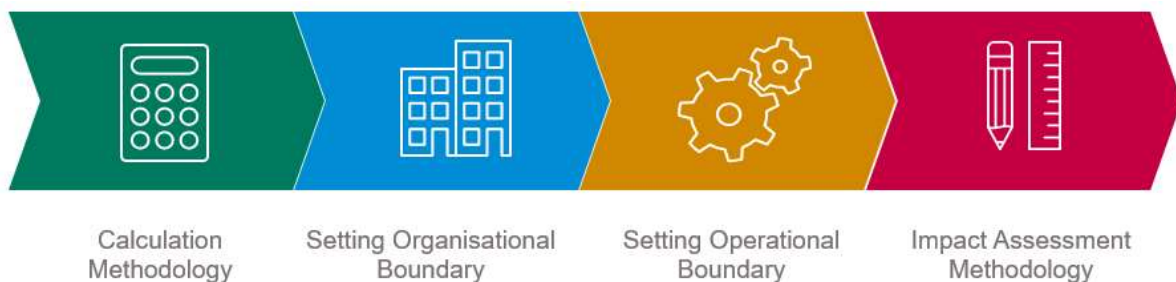 Calculation
Methodology
Setting Organisational
Boundary
Setting Operational
Boundary
Impact Assessment
Methodology